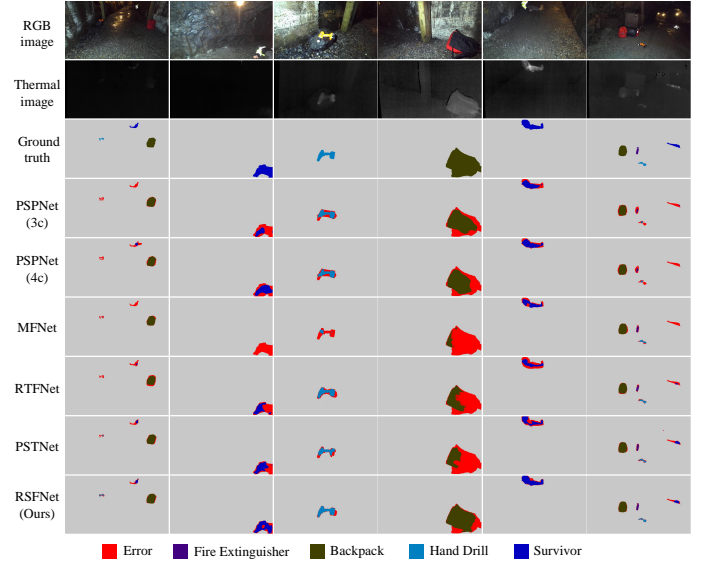 RGB
image
Thermal
image
Ground
truth
PSPNet
(3c)
PSPNet
(4c)
MFNet
RTFNet
PSTNet
RSFNet
(Ours)
Error Fire Extinguisher Backpack Hand Drill Survivor